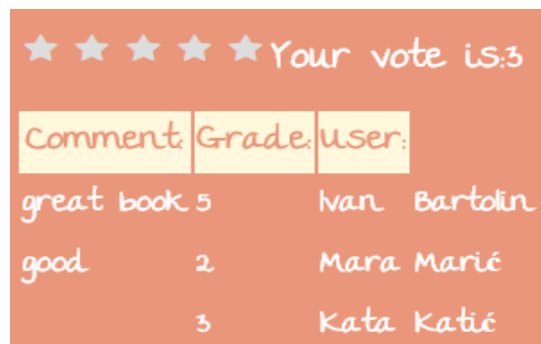 Your vote is:3
Comment: Grade: User:
great book 5 Ivan Bartolin
good 2 Mara Marić
3 Kata Katić